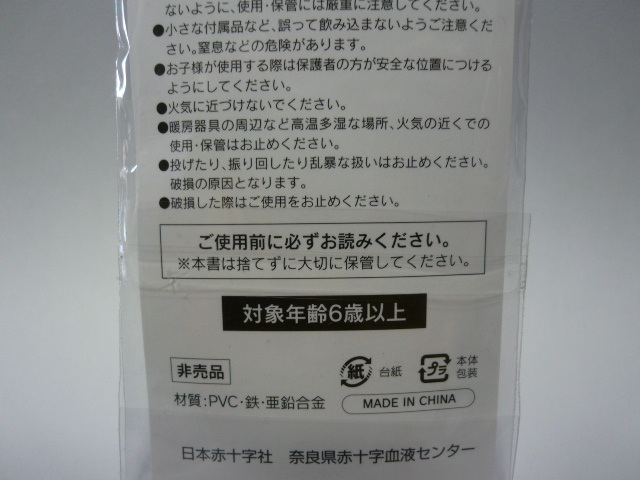 ないように、使用・保管には厳重に注意してください。
●小さな付属品など、誤って飲み込まないようご注意くだ
さい。窒息などの危険があります。
●お子様が使用する際は保護者の方が安全な位置につける
ようにしてください。
●火気に近づけないでください。
●暖房器具の周辺など高温多湿な場所、火気の近くでの
使用・保管はお止めください。
●投げたり、振り回したり乱暴な扱いはお止めください。
破損の原因となります。
●破損した際はご使用をお止めください。
ご使用前に必ずお読みください。
※本書は捨てずに大切に保管してください。
対象年齢6歳以上
非売品
紙 台紙
プラ 本体
包装
材質：PVC・鉄・亜鉛合金
MADE IN CHINA
日本赤十字社 奈良県赤十字血液センター